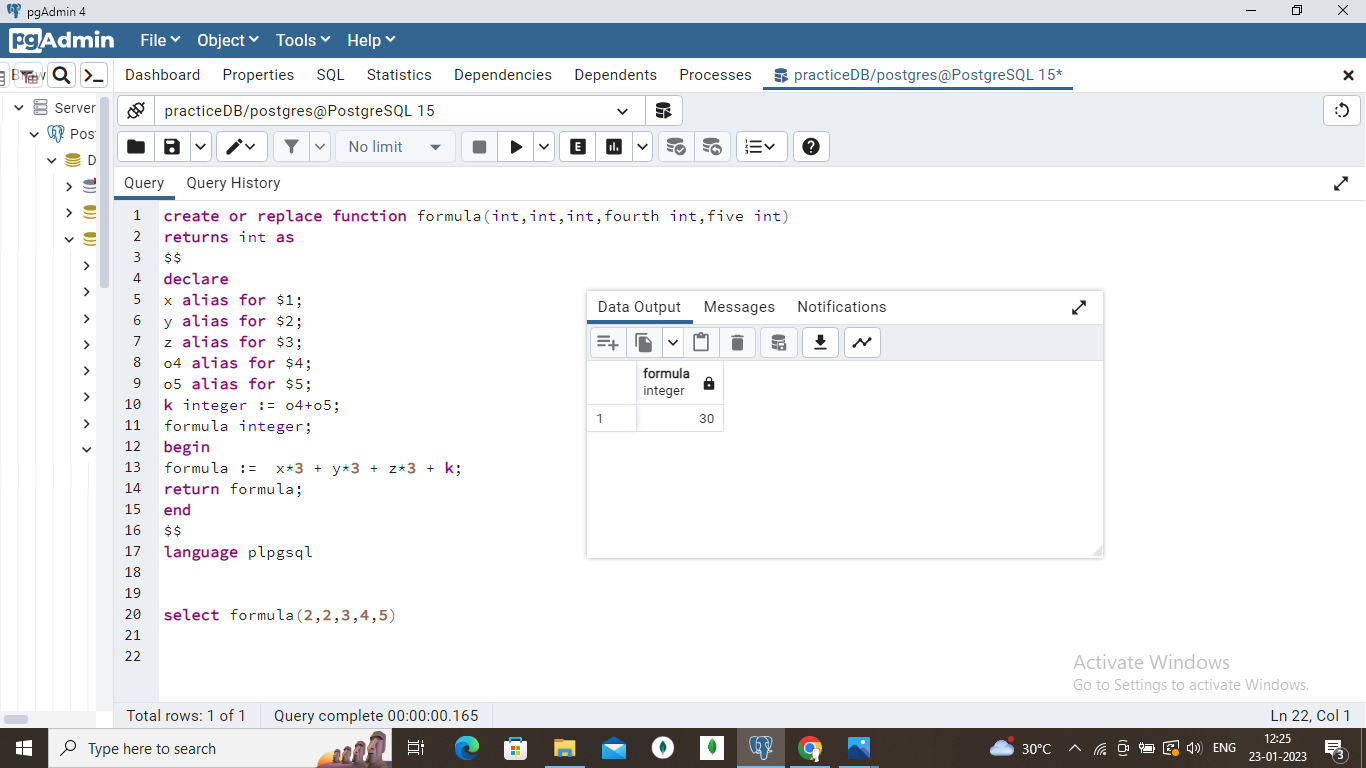 pgAdmin 4
pgAdmin File Object Tools Help
Dashboard Properties SQL Statistics Dependencies Dependents Processes practiceDB/postgres@PostgreSQL 15*
Server
practiceDB/postgres@PostgreSQL 15
Pos
No limit
E
D
Query Query History
1 create or replace function formula(int,int,int,fourth int,five int)
2 returns int as
3 $$
4 declare
5 x alias for $1;
6 y alias for $2;
7 z alias for $3;
8 o4 alias for $4;
9 o5 alias for $5;
10 k integer := o4+o5;
11 formula integer;
12 begin
13 formula :=  x*3 + y*3 + z*3 + k;
14 return formula;
15 end
16 $$
17 language plpgsql
18
19
20 select formula(2,2,3,4,5)
21
22
Data Output Messages Notifications
formula
integer
1 30
Activate Windows
Go to Settings to activate Windows.
Total rows: 1 of 1 Query complete 00:00:00.165 Ln 22, Col 1
Type here to search
30°C ENG
12:25
23-01-2023
3